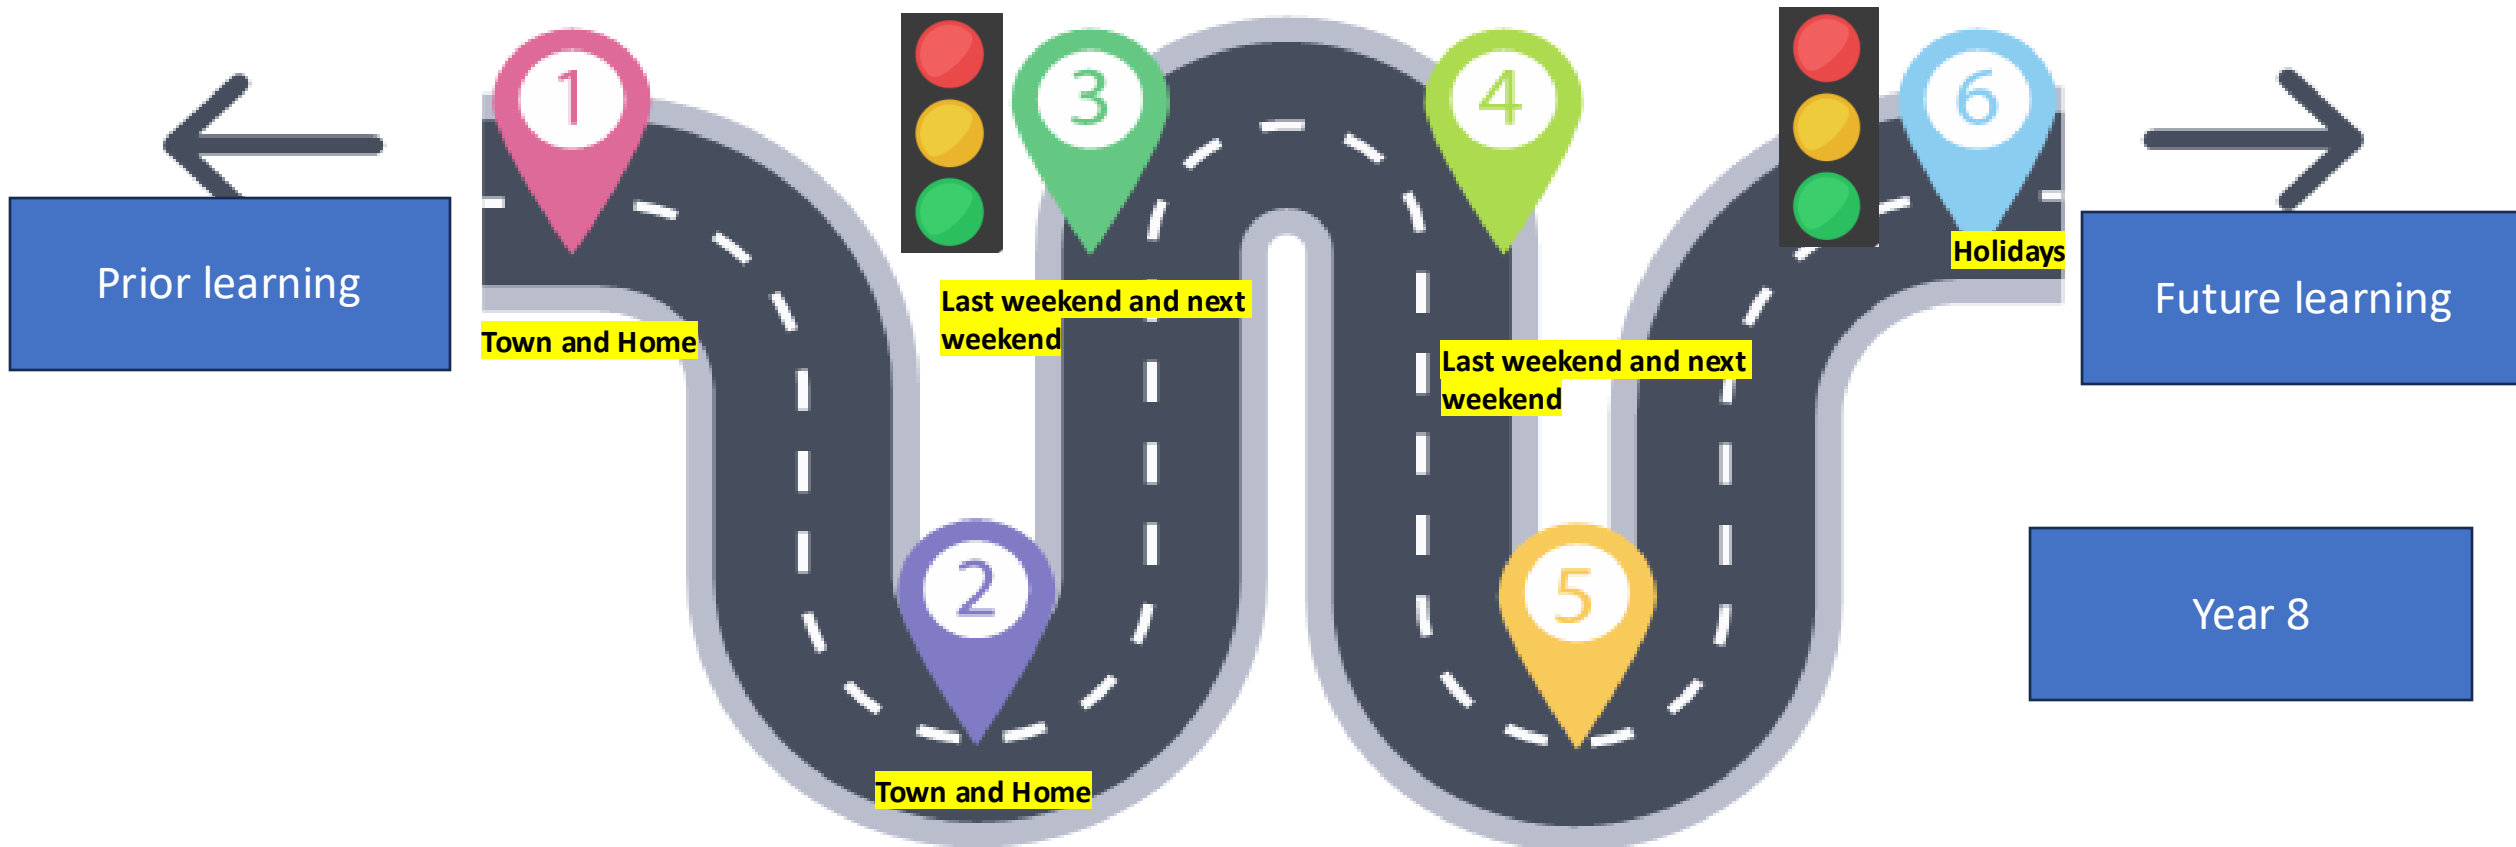 1
3
4
6
Prior learning
Town and Home
Last weekend and next
weekend
Last weekend and next
weekend
Holidays
Future learning
2
Town and Home
5
Year 8